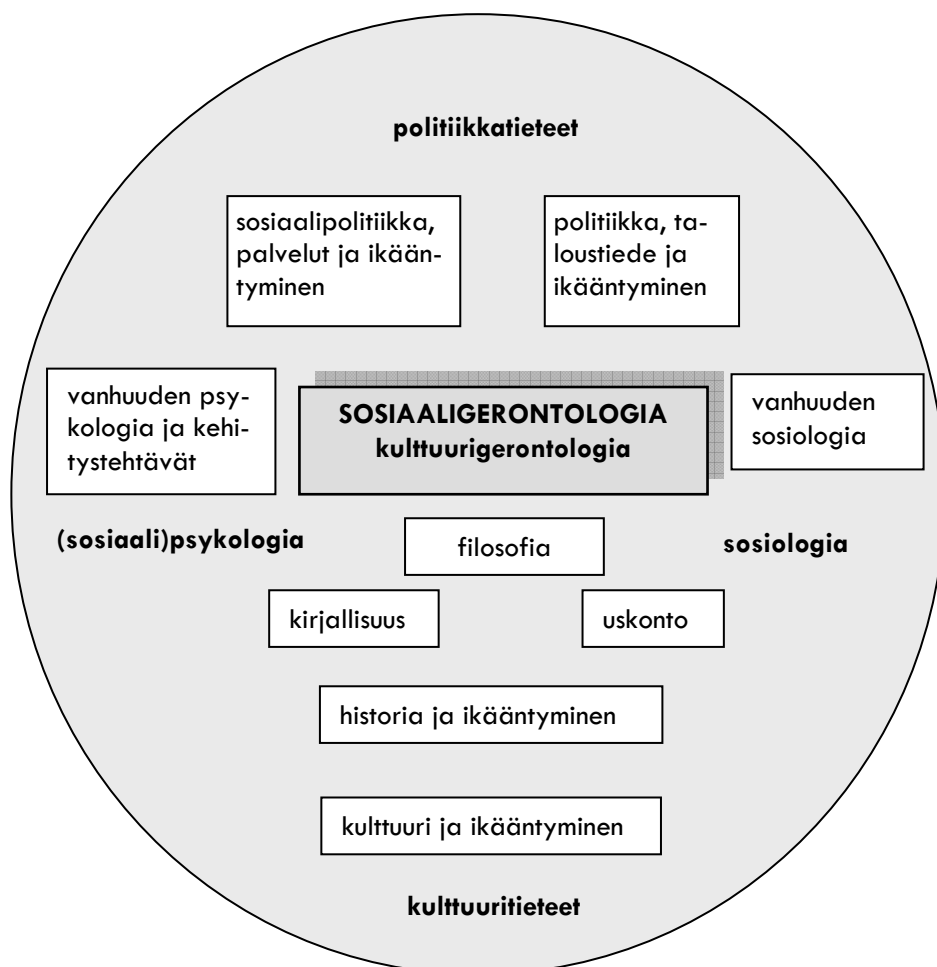 politiikkatieteet
sosiaalipolitiikka,
palvelut ja ikään-
tyminen
politiikka, ta-
loustiede ja
ikääntyminen
vanhuuden psy-
kologia ja kehi-
tystehtävät
SOSIAALIGERONTOLOGIA
kulttuurigerontologia
vanhuuden
sosiologia
(sosiaali)psykologia
filosofia
sosiologia
kirjallisuus
uskonto
historia ja ikääntyminen
kulttuuri ja ikääntyminen
kulttuuritieteet